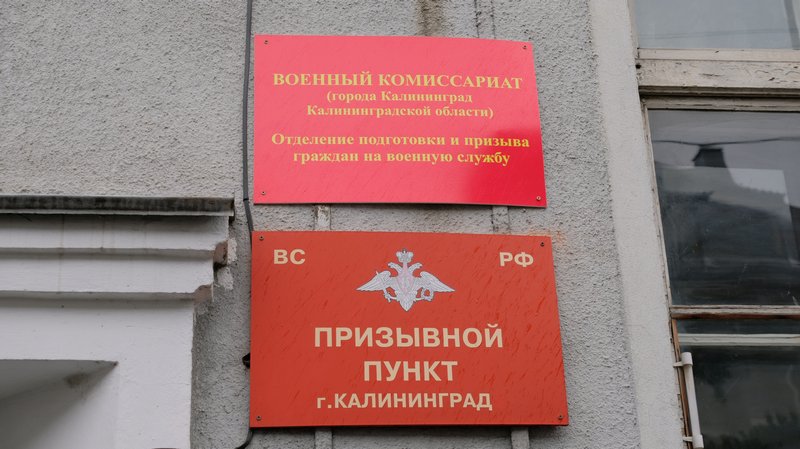 ВОЕННЫЙ КОМИССАРИАТ
(города Калининград
Калининградской области)
Отделение подготовки и призыва
граждан на военную службу
ВС РФ
ПРИЗЫВНОЙ
ПУНКТ
г.КАЛИНИНГРАД